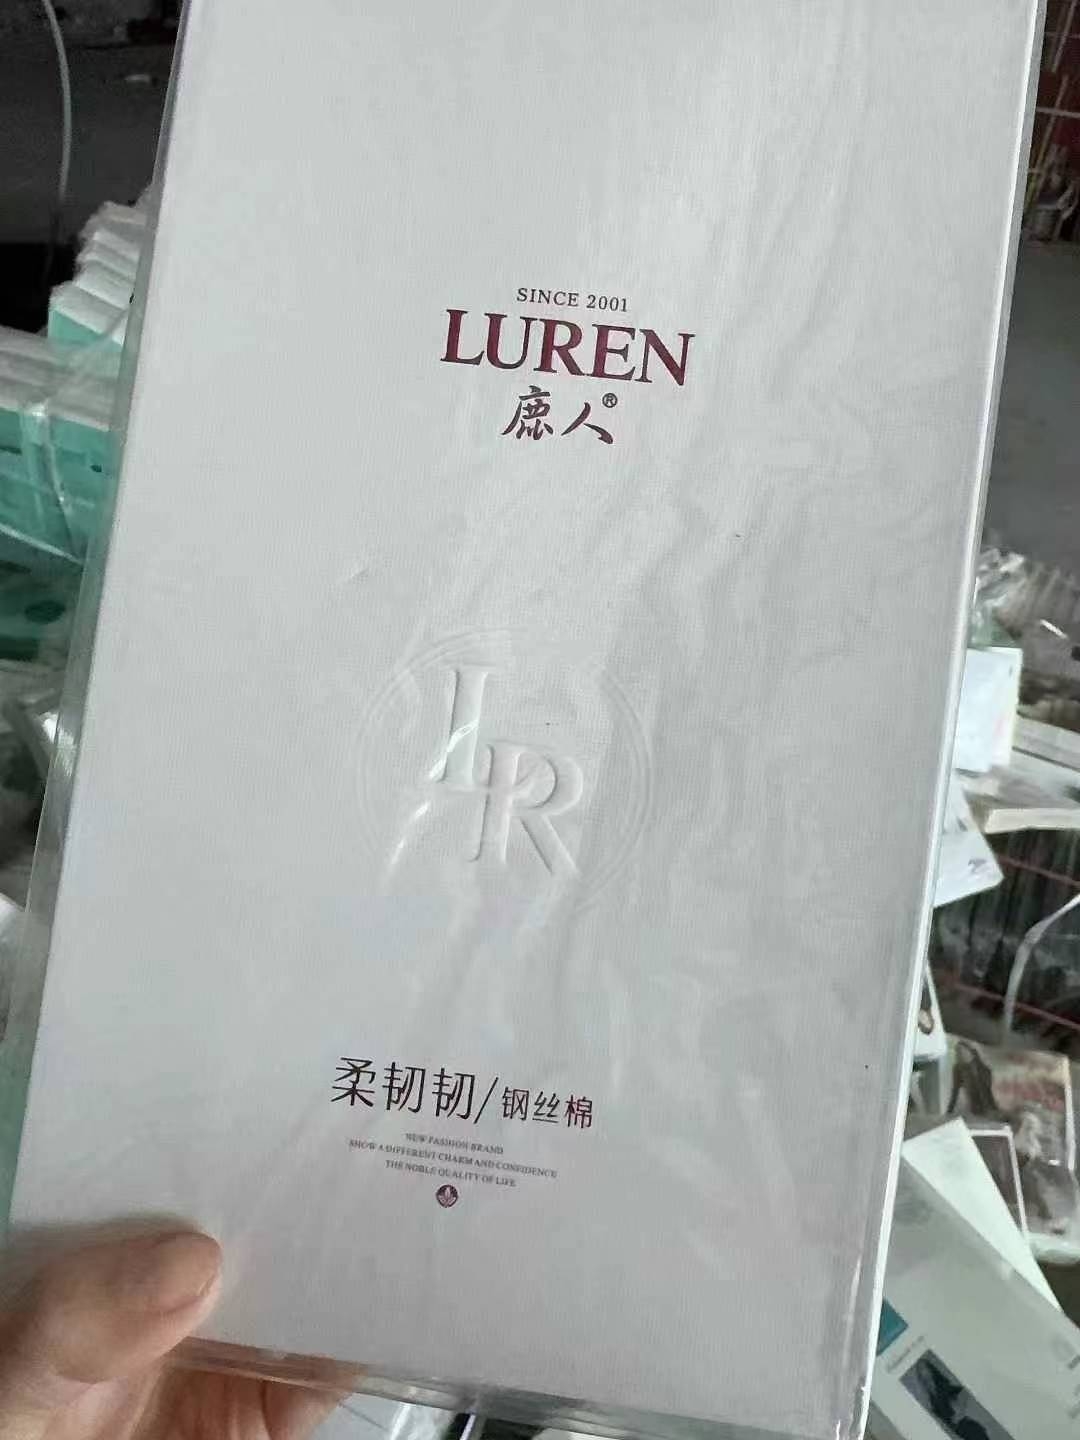 SINCE 2001
LUREN
鹿人®
LR
柔韧韧/钢丝棉
NEW FASHION BRAND
SHOW A DIFFERENT CHARM AND CONFIDENCE
THE NOBLE QUALITY OF LIFE